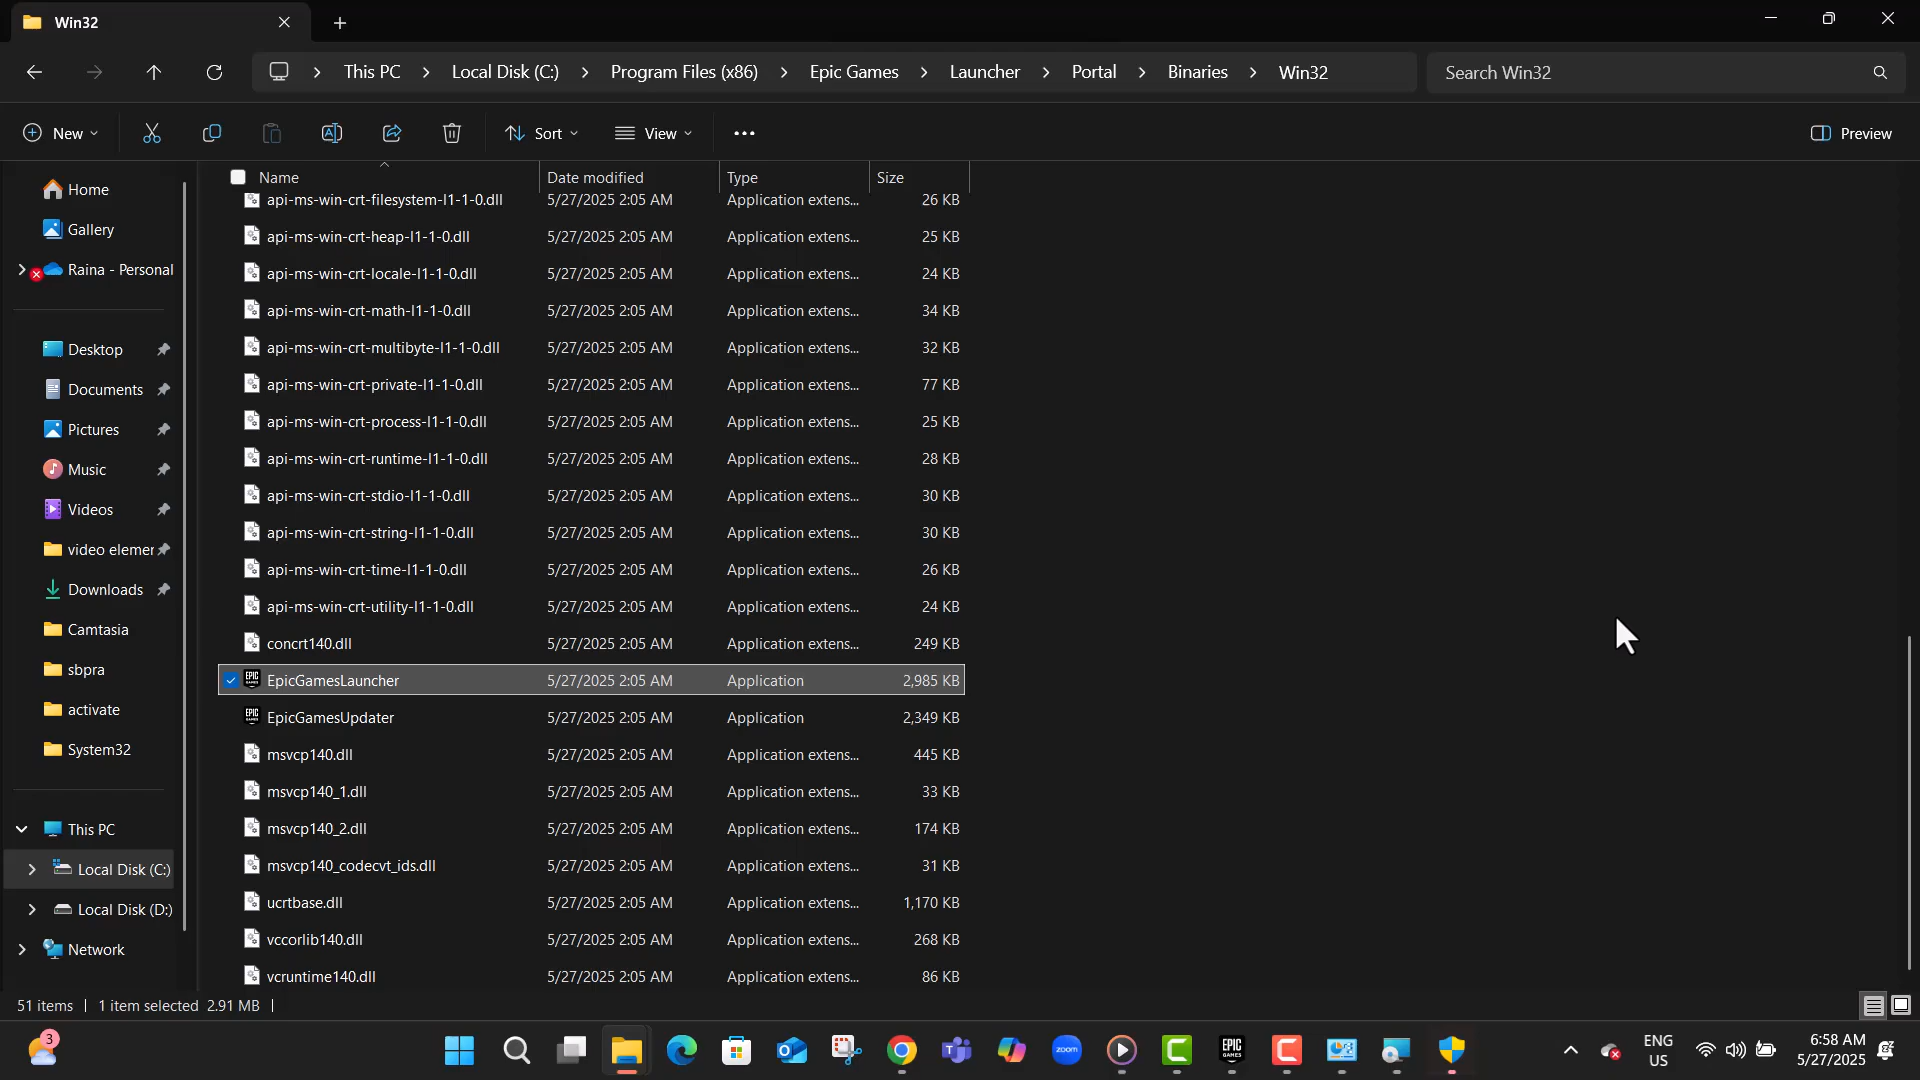 Win32
This PC > Local Disk (C:) > Program Files (x86) > Epic Games > Launcher > Portal > Binaries > Win32
Search Win32
New
Sort
View
Preview
Name Date modified Type Size
api-ms-win-crt-filesystem-l1-1-0.dll 5/27/2025 2:05 AM Application extens... 26 KB
api-ms-win-crt-heap-l1-1-0.dll 5/27/2025 2:05 AM Application extens... 25 KB
api-ms-win-crt-locale-l1-1-0.dll 5/27/2025 2:05 AM Application extens... 24 KB
api-ms-win-crt-math-l1-1-0.dll 5/27/2025 2:05 AM Application extens... 34 KB
api-ms-win-crt-multibyte-l1-1-0.dll 5/27/2025 2:05 AM Application extens... 32 KB
api-ms-win-crt-private-l1-1-0.dll 5/27/2025 2:05 AM Application extens... 77 KB
api-ms-win-crt-process-l1-1-0.dll 5/27/2025 2:05 AM Application extens... 25 KB
api-ms-win-crt-runtime-l1-1-0.dll 5/27/2025 2:05 AM Application extens... 28 KB
api-ms-win-crt-stdio-l1-1-0.dll 5/27/2025 2:05 AM Application extens... 30 KB
api-ms-win-crt-string-l1-1-0.dll 5/27/2025 2:05 AM Application extens... 30 KB
api-ms-win-crt-time-l1-1-0.dll 5/27/2025 2:05 AM Application extens... 26 KB
api-ms-win-crt-utility-l1-1-0.dll 5/27/2025 2:05 AM Application extens... 24 KB
concrt140.dll 5/27/2025 2:05 AM Application extens... 249 KB
EpicGamesLauncher 5/27/2025 2:05 AM Application 2,985 KB
EpicGamesUpdater 5/27/2025 2:05 AM Application 2,349 KB
msvcp140.dll 5/27/2025 2:05 AM Application extens... 445 KB
msvcp140_1.dll 5/27/2025 2:05 AM Application extens... 33 KB
msvcp140_2.dll 5/27/2025 2:05 AM Application extens... 174 KB
msvcp140_codecvt_ids.dll 5/27/2025 2:05 AM Application extens... 31 KB
ucrtbase.dll 5/27/2025 2:05 AM Application extens... 1,170 KB
vccorlib140.dll 5/27/2025 2:05 AM Application extens... 268 KB
vcruntime140.dll 5/27/2025 2:05 AM Application extens... 86 KB
Home
Gallery
Raina - Personal
Desktop
Documents
Pictures
Music
Videos
video elemer
Downloads
Camtasia
sbpra
activate
System32
This PC
Local Disk (C:)
Local Disk (D:)
Network
51 items
1 item selected 2.91 MB
3
zoom
EPIC
GAMES
ENG
US
6:58 AM
5/27/2025